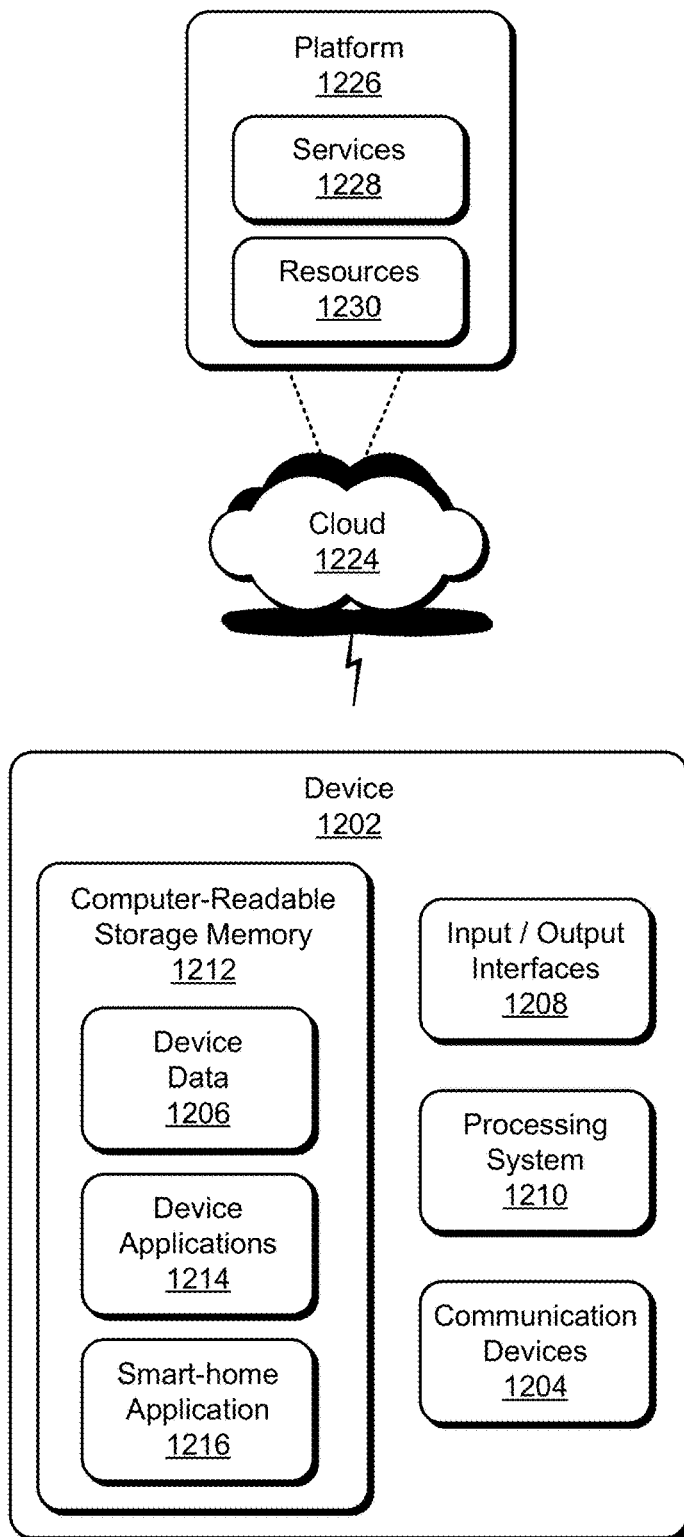 Platform
1226
Services
1228
Resources
1230
Cloud
1224
Device
1202
Computer-Readable
Storage Memory
1212
Device
Data
1206
Device
Applications
1214
Smart-home
Application
1216
Input / Output
Interfaces
1208
Processing
System
1210
Communication
Devices
1204